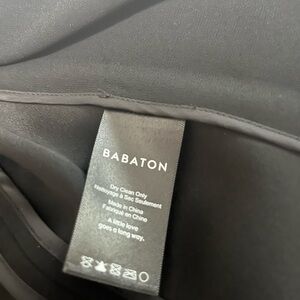 BABATON
Dry Clean Only
Nettoyage à Sec Seulement
Made in China
Fabriqué en Chine
A little love
goes a long way.